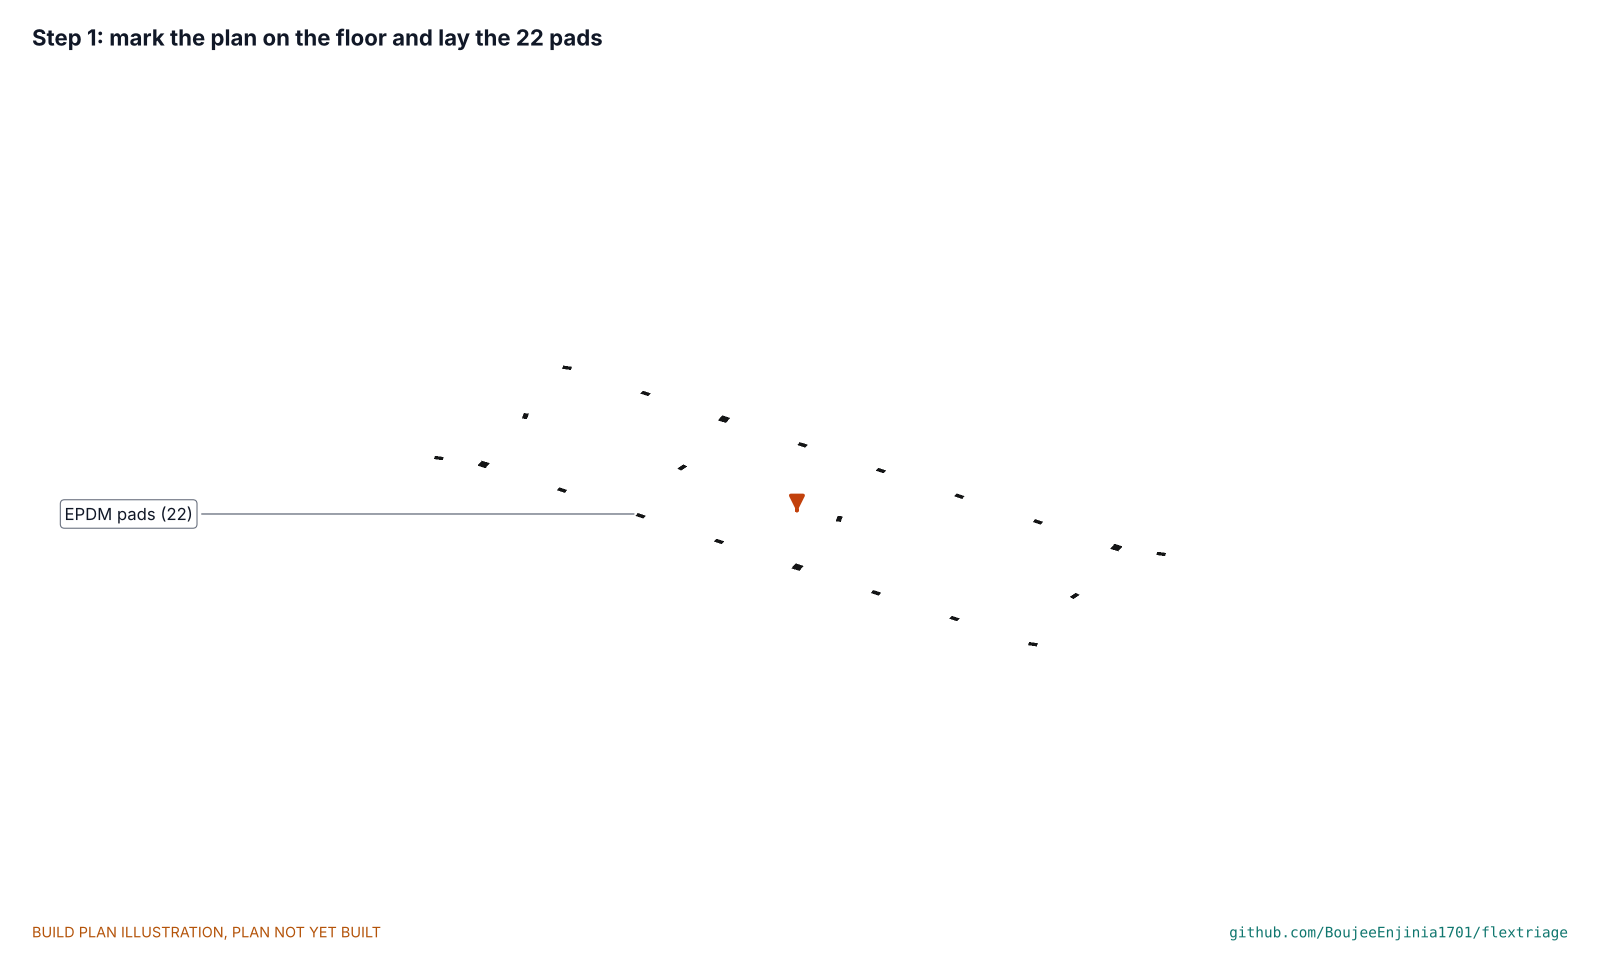 Step 1: mark the plan on the floor and lay the 22 pads
EPDM pads (22)
BUILD PLAN ILLUSTRATION, PLAN NOT YET BUILT
github.com/BoujeeEnjinia1701/flextriage